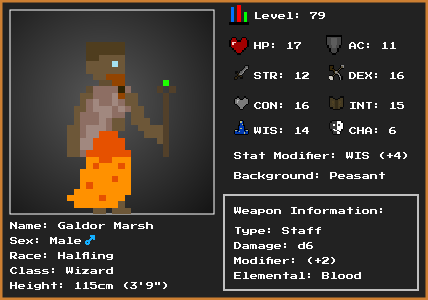 Level: 79
HP: 17 AC: 11
STR: 12 DEX: 16
CON: 16 INT: 15
WIS: 14 CHA: 6
Stat Modifier: WIS (+4)
Background: Peasant
Weapon Information:
Type: Staff
Damage: d6
Modifier: (+2)
Elemental: Blood
Name: Galdor Marsh
Sex: Male ♂
Race: Halfling
Class: Wizard
Height: 115cm (3'9")